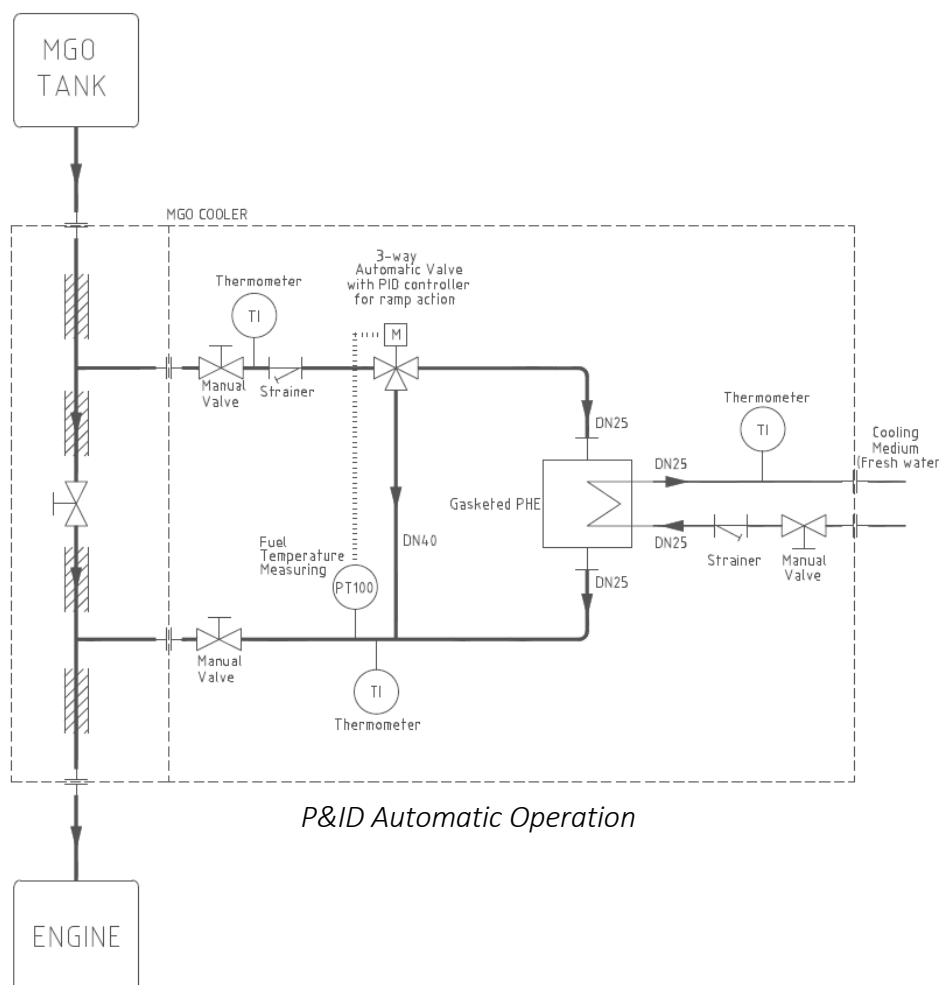 MGO
TANK
MGO COOLER
3-way
Automatic Valve
with PID controller
for ramp action
Thermometer
TI
M
Manual
Valve
Strainer
DN25
Thermometer
TI
Cooling
Medium
(Fresh water
DN25
Gasketed PHE
DN25
Strainer
Manual
Valve
DN40
Fuel
Temperature
Measuring
PT100
DN25
Manual
Valve
TI
Thermometer
P&ID Automatic Operation
ENGINE